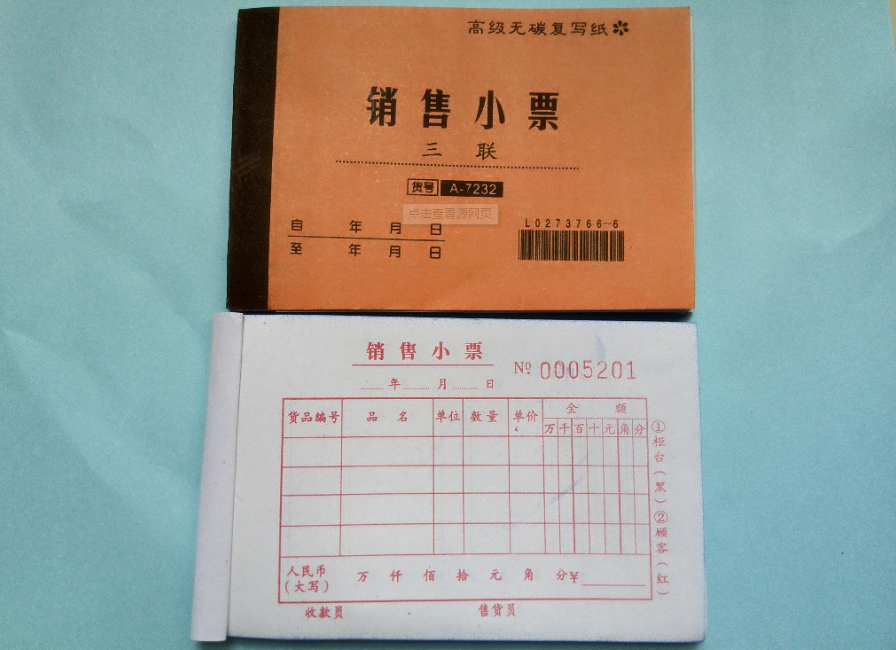 高级无碳复写纸
销售小票
三 联
货号 A-7232
点击查看源网页
自 年 月 日
至 年 月 日
L0273766-6
销售小票
№ 0005201
年 月 日
货品编号 品 名 单位 数量 单价 金 额
万 千 百 十 元 角 分
①柜台(黑)②顾客(红)
人民币(大写) 万 仟 佰 拾 元 角 分 ¥
收款员 售货员